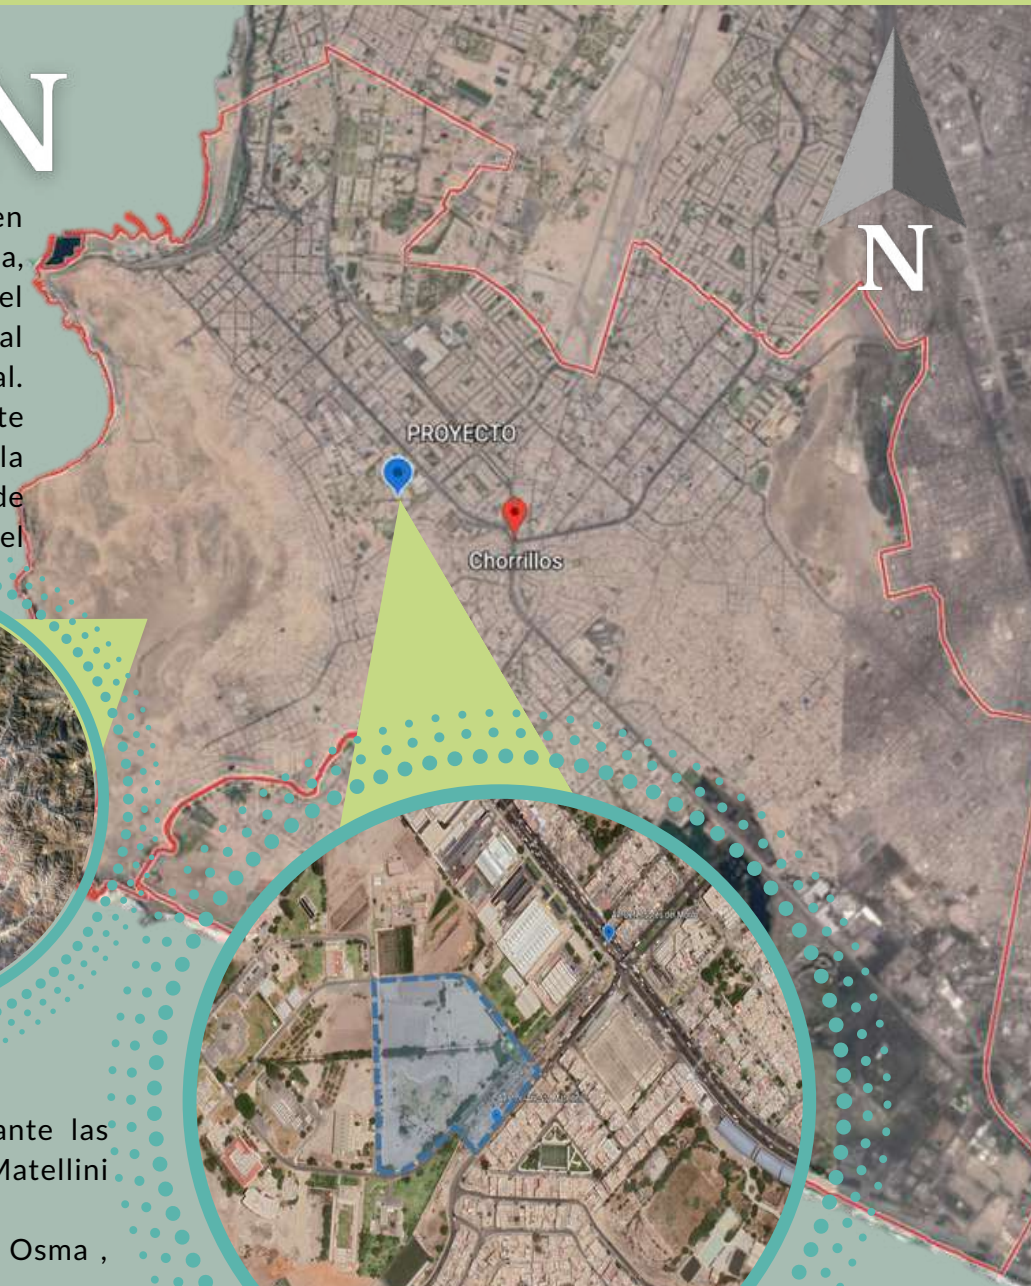 N
en
a,
el
al
al.
te
la
de
el
N
PROYECTO
Chorrillos
ante las
Matellini
Osma ,